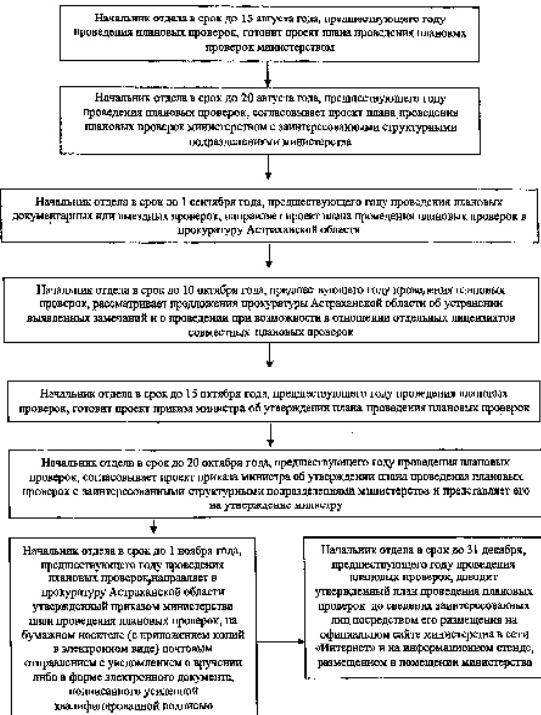 Начальник отдела в срок до 15 августа года, предшествующего году
проведения плановых проверок, готовит проект плана проведения плановых
проверок министерством
Начальник отдела в срок до 20 августа года, предшествующего году
проведения плановых проверок, согласовывает проект плана проведения
плановых проверок министерством с заинтересованными структурными
подразделениями министерства
Начальник отдела в срок до 1 сентября года, предшествующего году проведения плановых
документарных или выездных проверок, направляет проект плана проведения плановых проверок в
прокуратуру Астраханской области
Начальник отдела в срок до 10 октября года, предшествующего году проведения плановых
проверок, рассматривает предложения прокуратуры Астраханской области об устранении
выявленных замечаний и о проведении при возможности в отношении отдельных лицензиатов
совместных плановых проверок
Начальник отдела в срок до 15 октября года, предшествующего году проведения плановых
проверок, готовит проект приказа министра об утверждении плана проведения плановых проверок
Начальник отдела в срок до 20 октября года, предшествующего году проведения плановых
проверок, согласовывает проект приказа министра об утверждении плана проведения плановых
проверок с заинтересованными структурными подразделениями министерства и представляет его
на утверждение министру
Начальник отдела в срок до 1 ноября года,
предшествующего году проведения
плановых проверок,направляет в
прокуратуру Астраханской области
утвержденный приказом министерства
план проведения плановых проверок, на
бумажном носителе (с приложением копий
в электронном виде) почтовым
отправлением с уведомлением о вручении
либо в форме электронного документа,
подписанного усиленной
квалифицированной подписью
Начальник отдела в срок до 31 декабря,
предшествующего году проведения
плановых проверок, доводит
утвержденный план проведения плановых
проверок до сведения заинтересованных
лиц посредством его размещения на
официальном сайте министерства в сети
«Интернет» и на информационном стенде,
размещенном в помещении министерства